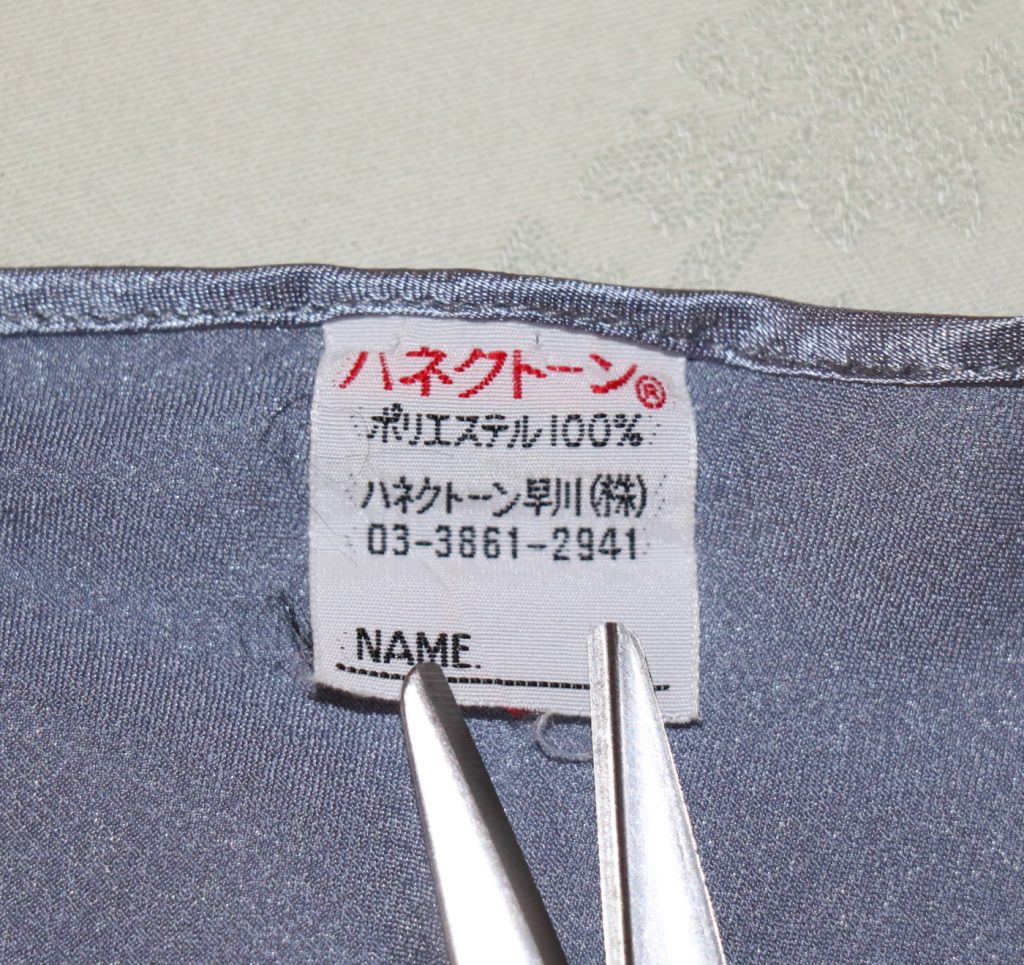 ハネクトーン®
ポリエステル100%
ハネクトーン早川(株)
03-3861-2941
NAME.